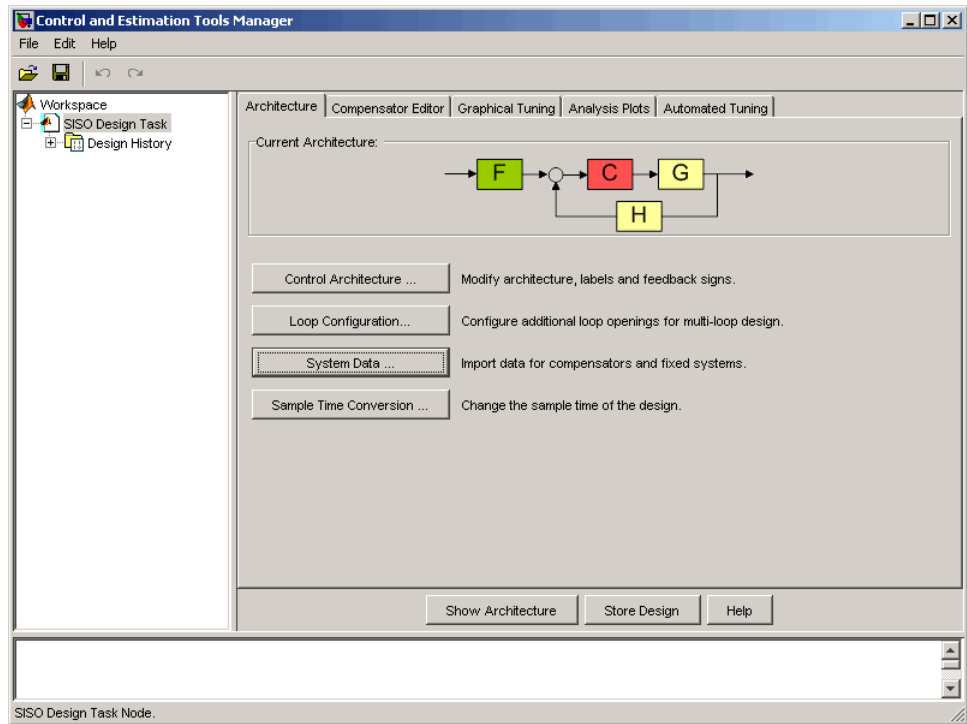 Control and Estimation Tools Manager
File Edit Help
Workspace
SISO Design Task
Design History
Architecture Compensator Editor Graphical Tuning Analysis Plots Automated Tuning
Current Architecture:
F C G
H
Control Architecture ... Modify architecture, labels and feedback signs.
Loop Configuration... Configure additional loop openings for multi-loop design.
System Data ... Import data for compensators and fixed systems.
Sample Time Conversion ... Change the sample time of the design.
Show Architecture Store Design Help
SISO Design Task Node.